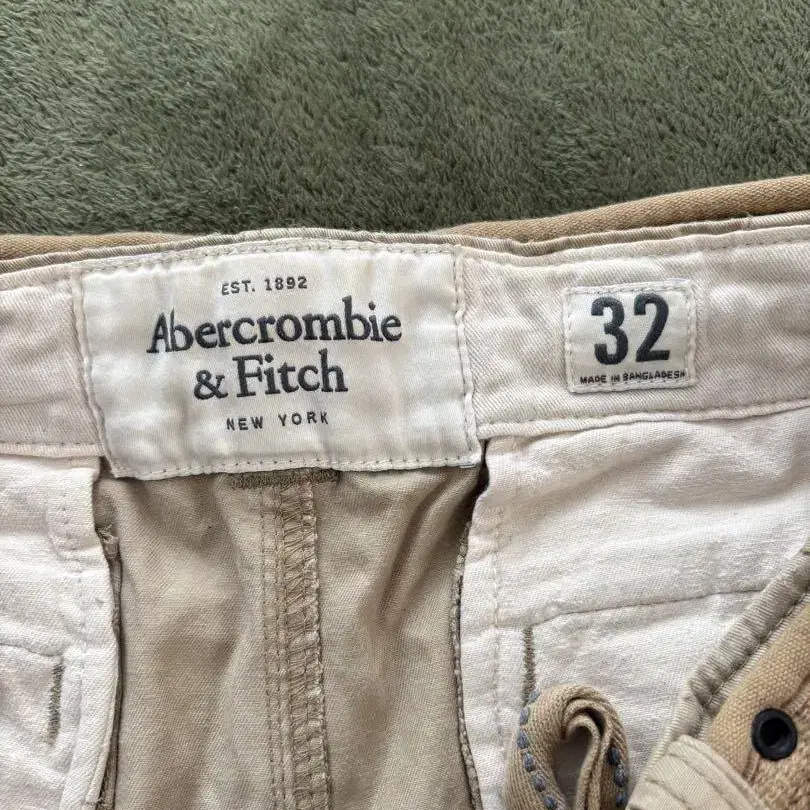 EST. 1892
Abercrombie
& Fitch
NEW YORK
32
MADE IN BANGLADESH